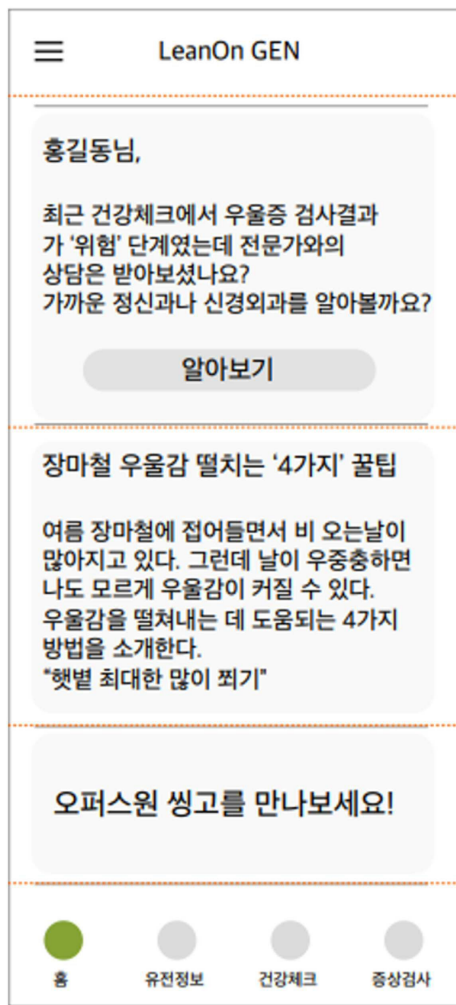 LeanOn GEN
홍길동님,
최근 건강체크에서 우울증 검사결과
가 ‘위험’ 단계였는데 전문가와의
상담은 받아보셨나요?
가까운 정신과나 신경외과를 알아볼까요?
알아보기
장마철 우울감 떨치는 ‘4가지’ 꿀팁
여름 장마철에 접어들면서 비 오는날이
많아지고 있다. 그런데 날이 우중충하면
나도 모르게 우울감이 커질 수 있다.
우울감을 떨쳐내는 데 도움되는 4가지
방법을 소개한다.
“햇볕 최대한 많이 쬐기”
오퍼스원 씽고를 만나보세요!
홈 유전정보 건강체크 증상검사